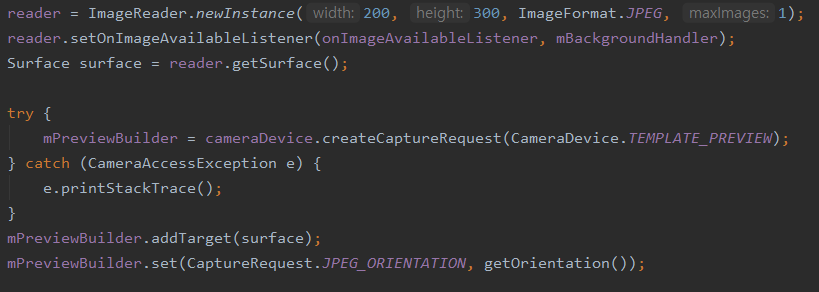 reader = ImageReader.newInstance( width: 200, height: 300, ImageFormat.JPEG, maxImages: 1);
reader.setOnImageAvailableListener(onImageAvailableListener, mBackgroundHandler);
Surface surface = reader.getSurface();
try {
mPreviewBuilder = cameraDevice.createCaptureRequest(CameraDevice.TEMPLATE_PREVIEW);
} catch (CameraAccessException e) {
e.printStackTrace();
}
mPreviewBuilder.addTarget(surface);
mPreviewBuilder.set(CaptureRequest.JPEG_ORIENTATION, getOrientation());